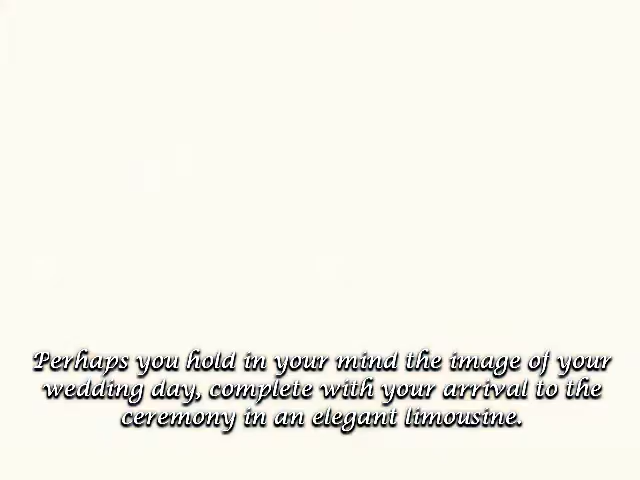 Perhaps you hold in your mind the image of your
wedding day, complete with your arrival to the
ceremony in an elegant limousine.